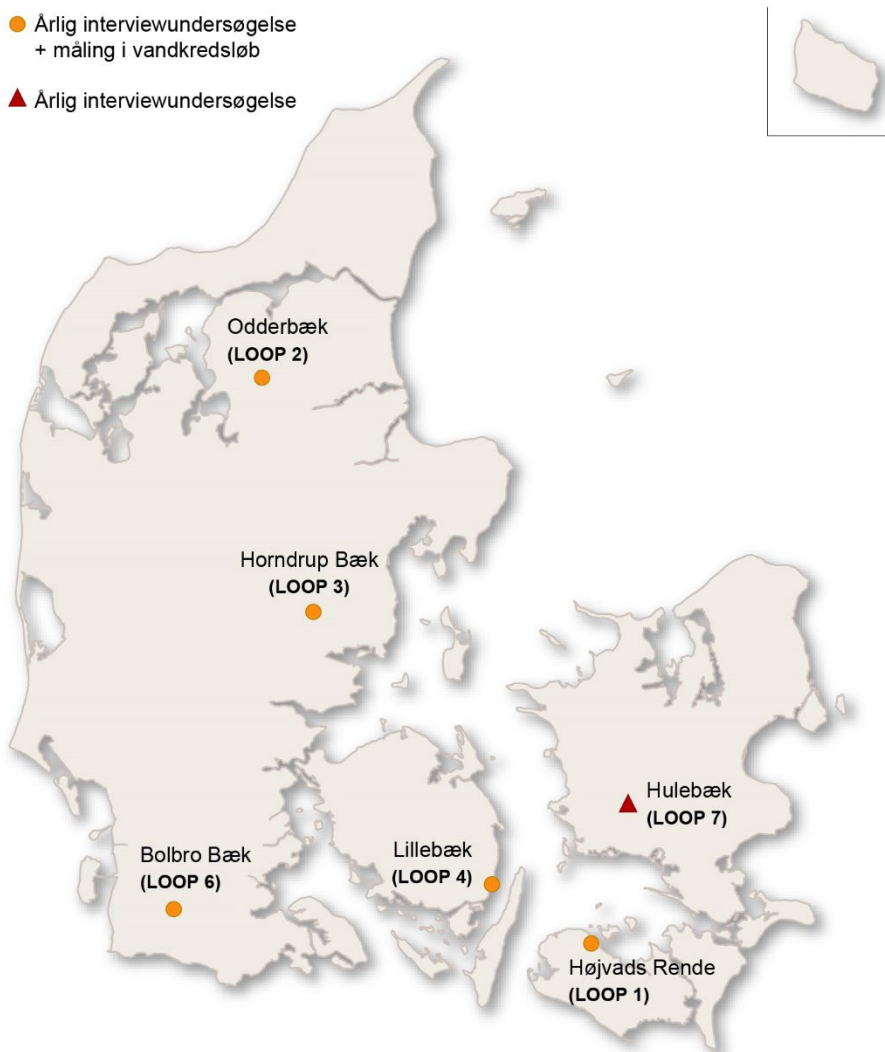 Årlig interviewundersøgelse
+ måling i vandkredsløb
Årlig interviewundersøgelse
Odderbæk
(LOOP 2)
Horndrup Bæk
(LOOP 3)
Hulebæk
(LOOP 7)
Bolbro Bæk
(LOOP 6)
Lillebæk
(LOOP 4)
Højvads Rende
(LOOP 1)